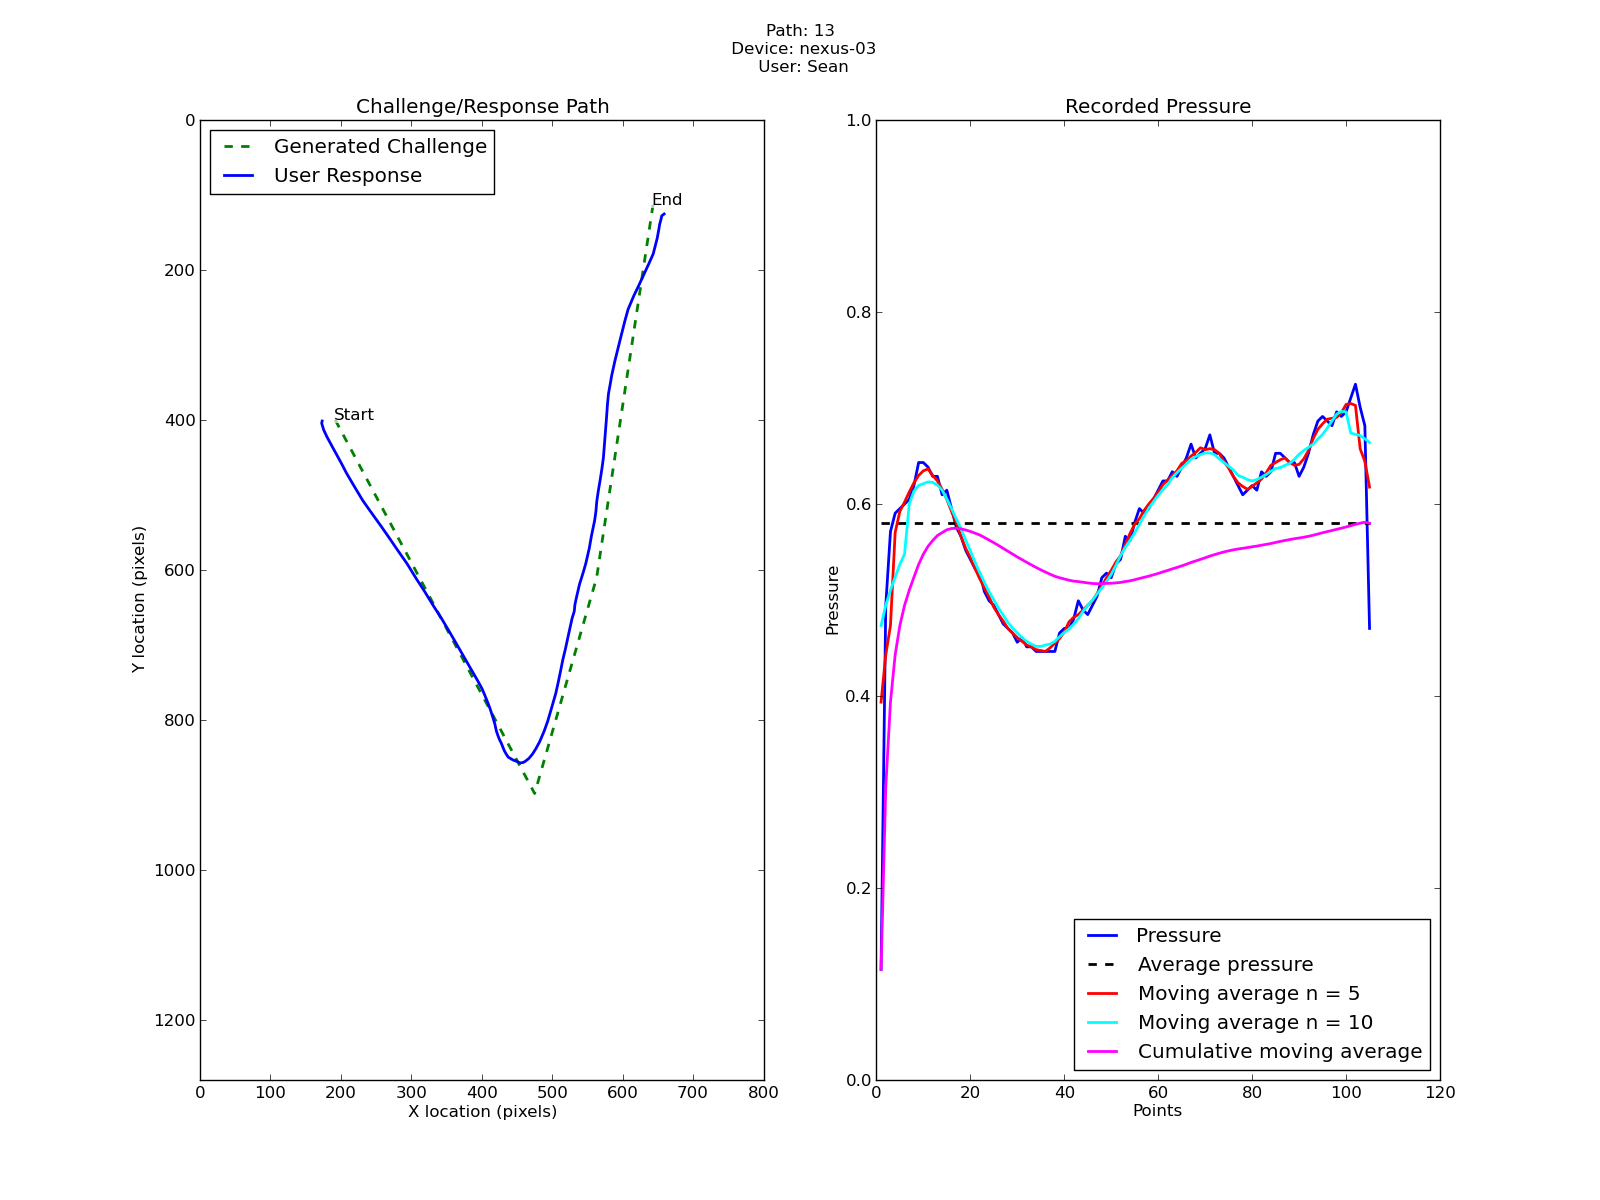 Path: 13
Device: nexus-03
User: Sean
Challenge/Response Path
0
200
400
600
800
1000
1200
Y location (pixels)
Generated Challenge
User Response
Start
End
0 100 200 300 400 500 600 700 800
X location (pixels)
Recorded Pressure
1.0
0.8
0.6
0.4
0.2
0.0
Pressure
Pressure
Average pressure
Moving average n = 5
Moving average n = 10
Cumulative moving average
0 20 40 60 80 100 120
Points